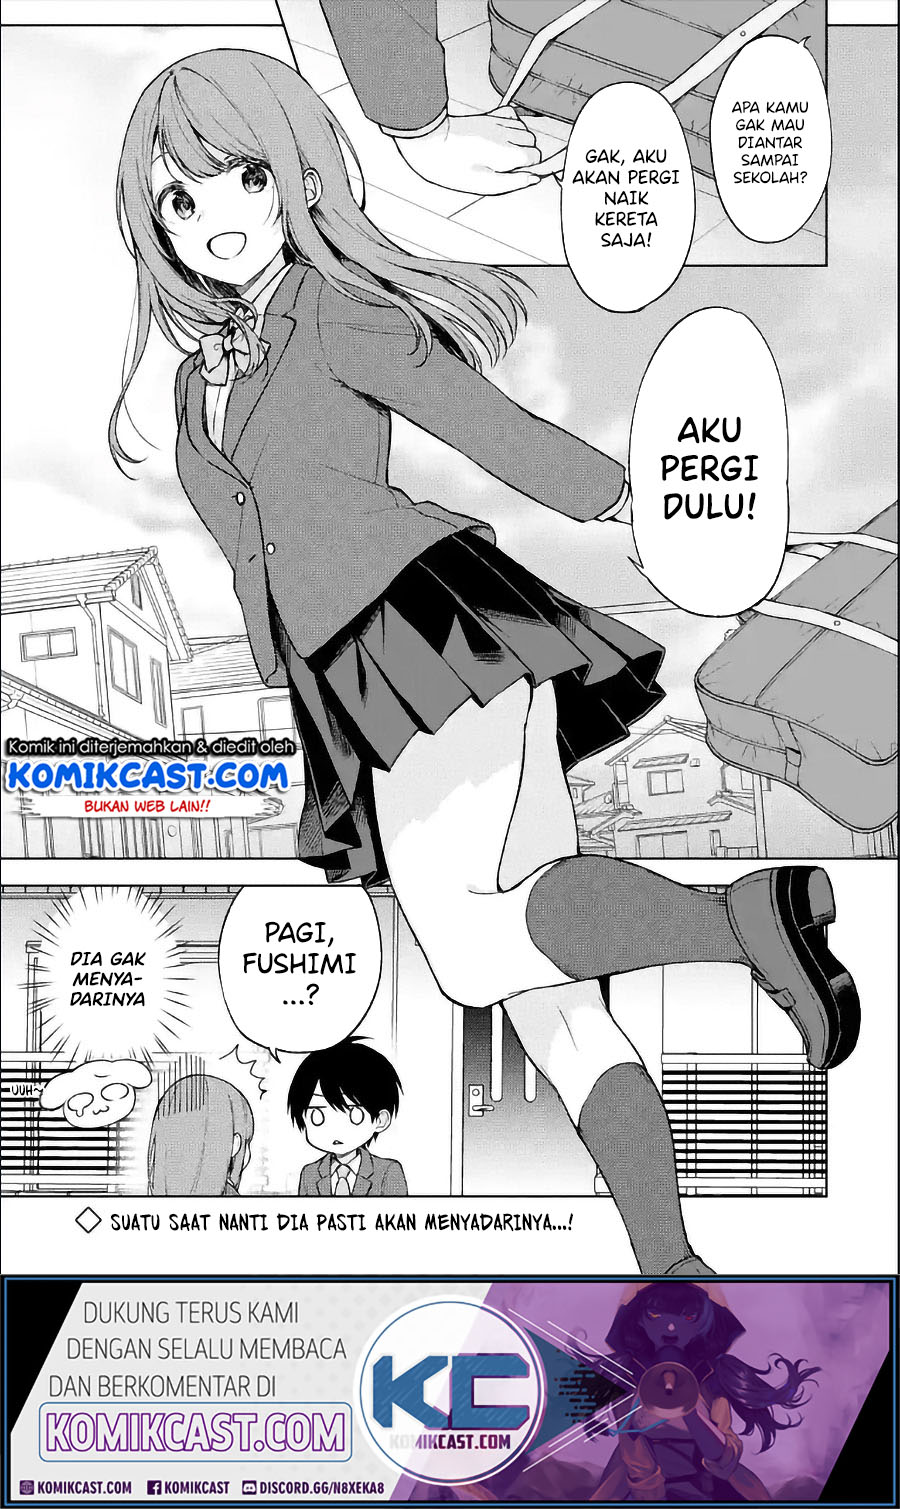 APA KAMU
GAK MAU
DIANTAR
SAMPAI
SEKOLAH?
GAK, AKU
AKAN PERGI
NAIK
KERETA
SAJA!
AKU
PERGI
DULU!
Komik ini diterjemahkan & diedit oleh
KOMIKCAST.COM
BUKAN WEB LAIN!!
PAGI,
FUSHIMI
...?
DIA GAK
MENYA-
DARINYA
UUH~
SUATU SAAT NANTI DIA PASTI AKAN MENYADARINYA...!
DUKUNG TERUS KAMI
DENGAN SELALU MEMBACA
DAN BERKOMENTAR DI
KOMIKCAST.COM
KC
KOMIKCAST.COM
KOMIKCAST.COM
KOMIKCAST
DISCORD.GG/N8XEKA8